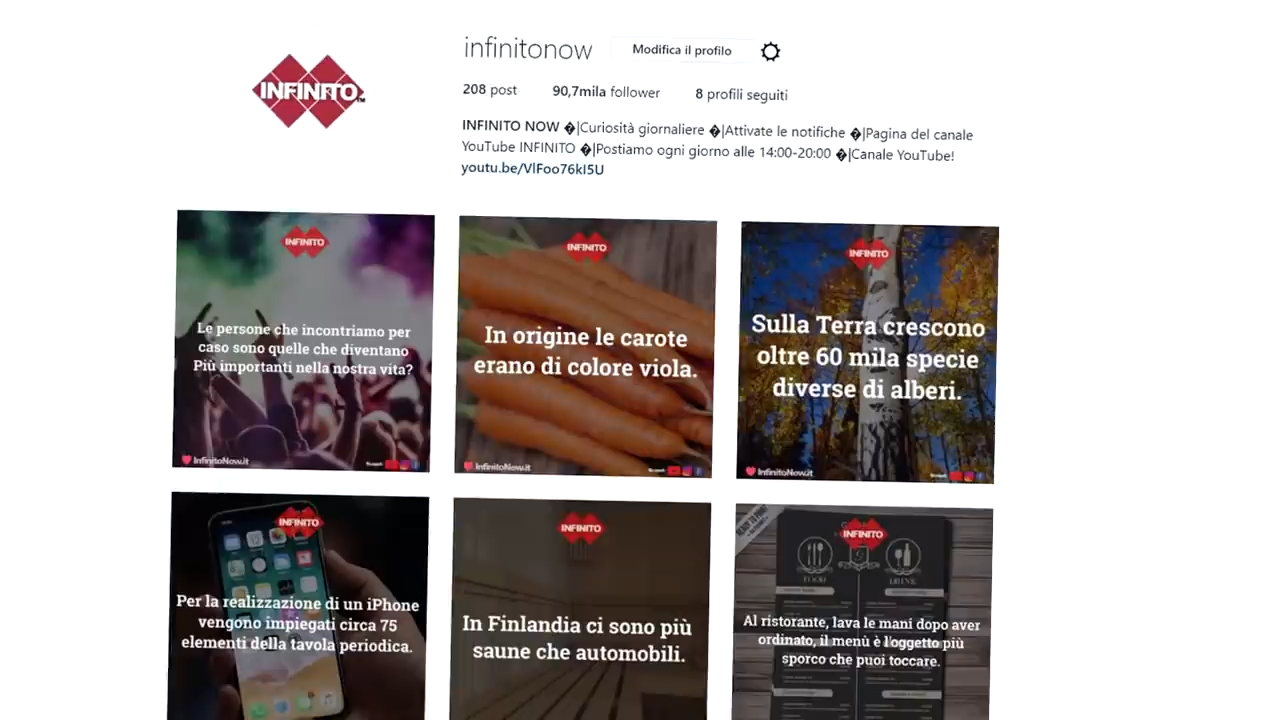 infinitonow Modifica il profilo
208 post 90,7mila follower 8 profili seguiti
INFINITO™
INFINITO NOW �|Curiosità giornaliere �|Attivate le notifiche �|Pagina del canale
YouTube INFINITO �|Postiamo ogni giorno alle 14:00-20:00 �|Canale YouTube!
youtu.be/VlFoo76kI5U
INFINITO
Le persone che incontriamo per
caso sono quelle che diventano
Più importanti nella nostra vita?
InfinitoNow.it
INFINITO
In origine le carote
erano di colore viola.
InfinitoNow.it
INFINITO
Sulla Terra crescono
oltre 60 mila specie
diverse di alberi.
InfinitoNow.it
INFINITO
Per la realizzazione di un iPhone
vengono impiegati circa 75
elementi della tavola periodica.
INFINITO
In Finlandia ci sono più
saune che automobili.
INFINITO
FOOD
DRINK
Al ristorante, lava le mani dopo aver
ordinato, il menù è l'oggetto più
sporco che puoi toccare.